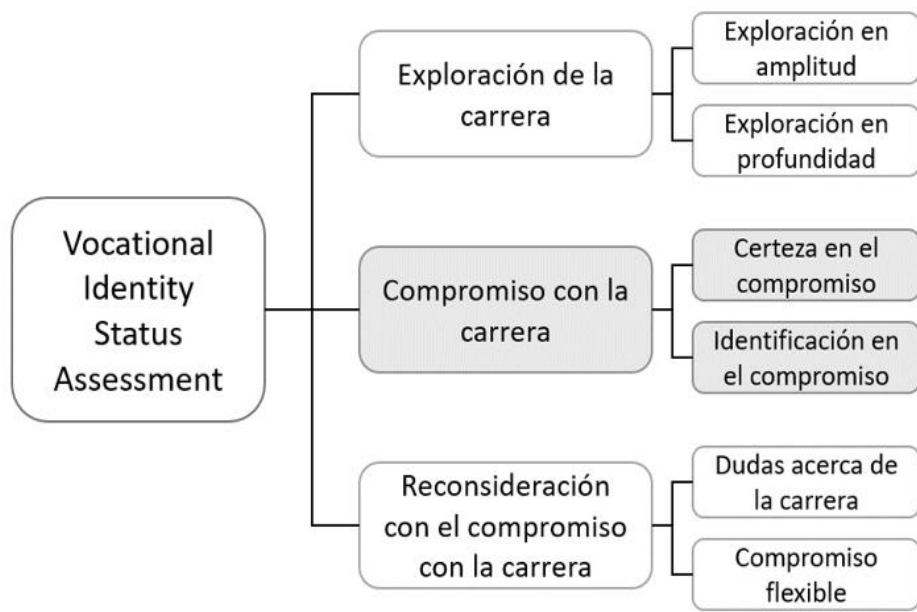 Vocational
Identity
Status
Assessment
Exploración de la
carrera
Exploración en
amplitud
Exploración en
profundidad
Compromiso con la
carrera
Certeza en el
compromiso
Identificación en
el compromiso
Reconsideración
con el compromiso
con la carrera
Dudas acerca de
la carrera
Compromiso
flexible